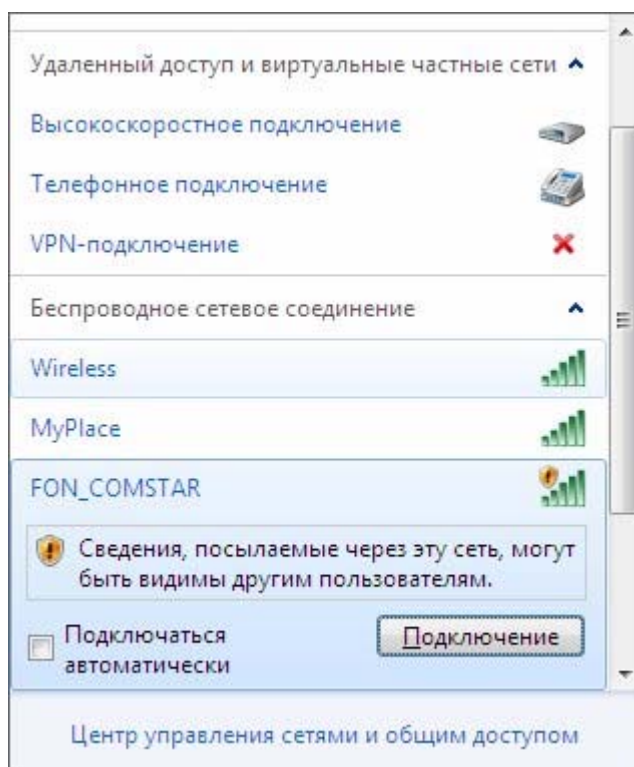 Удаленный доступ и виртуальные частные сети
Высокоскоростное подключение
Телефонное подключение
VPN-подключение
Беспроводное сетевое соединение
Wireless
MyPlace
FON_COMSTAR
Сведения, посылаемые через эту сеть, могут
быть видимы другим пользователям.
Подключаться
автоматически
Подключение
Центр управления сетями и общим доступом